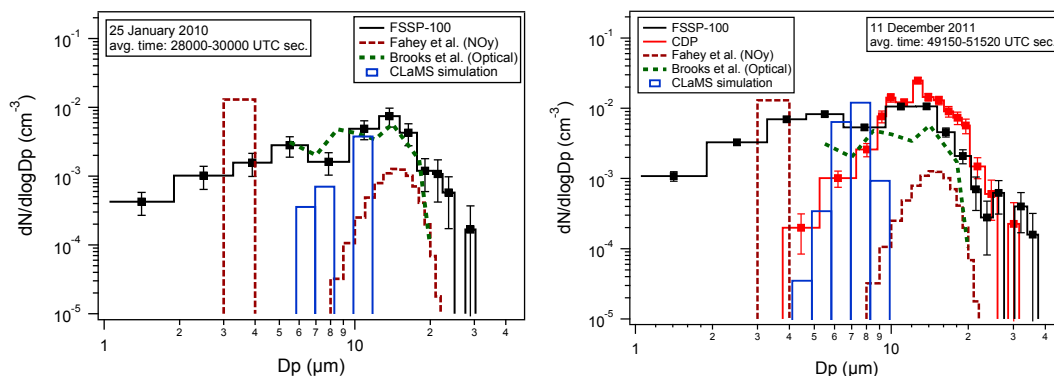 25 January 2010
avg. time: 28000-30000 UTC sec.
FSSP-100
Fahey et al. (NOy)
Brooks et al. (Optical)
CLaMS simulation
dN/dlogDp (cm⁻³)
10⁻¹
10⁻²
10⁻³
10⁻⁴
10⁻⁵
1 2 3 4 5 6 7 8 9 10 2 3 4
Dp (µm)
FSSP-100
CDP
Fahey et al. (NOy)
Brooks et al. (Optical)
CLaMS simulation
11 December 2011
avg. time: 49150-51520 UTC sec.
dN/dlogDp (cm⁻³)
10⁻¹
10⁻²
10⁻³
10⁻⁴
10⁻⁵
1 2 3 4 5 6 7 8 9 10 2 3 4
Dp (µm)